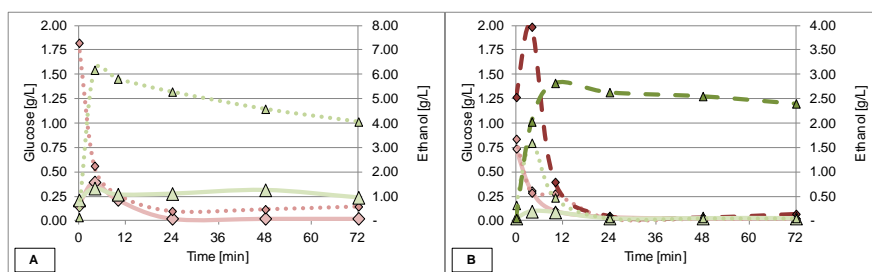 2.00 8.00
1.75 7.00
1.50 6.00
1.25 5.00
1.00 4.00
0.75 3.00
0.50 2.00
0.25 1.00
0.00 -
Glucose [g/L]
Ethanol [g/L]
0 12 24 36 48 60 72
Time [min]
A
2.00 4.00
1.75 3.50
1.50 3.00
1.25 2.50
1.00 2.00
0.75 1.50
0.50 1.00
0.25 0.50
0.00 -
Glucose [g/L]
Ethanol [g/L]
0 12 24 36 48 60 72
Time [min]
B